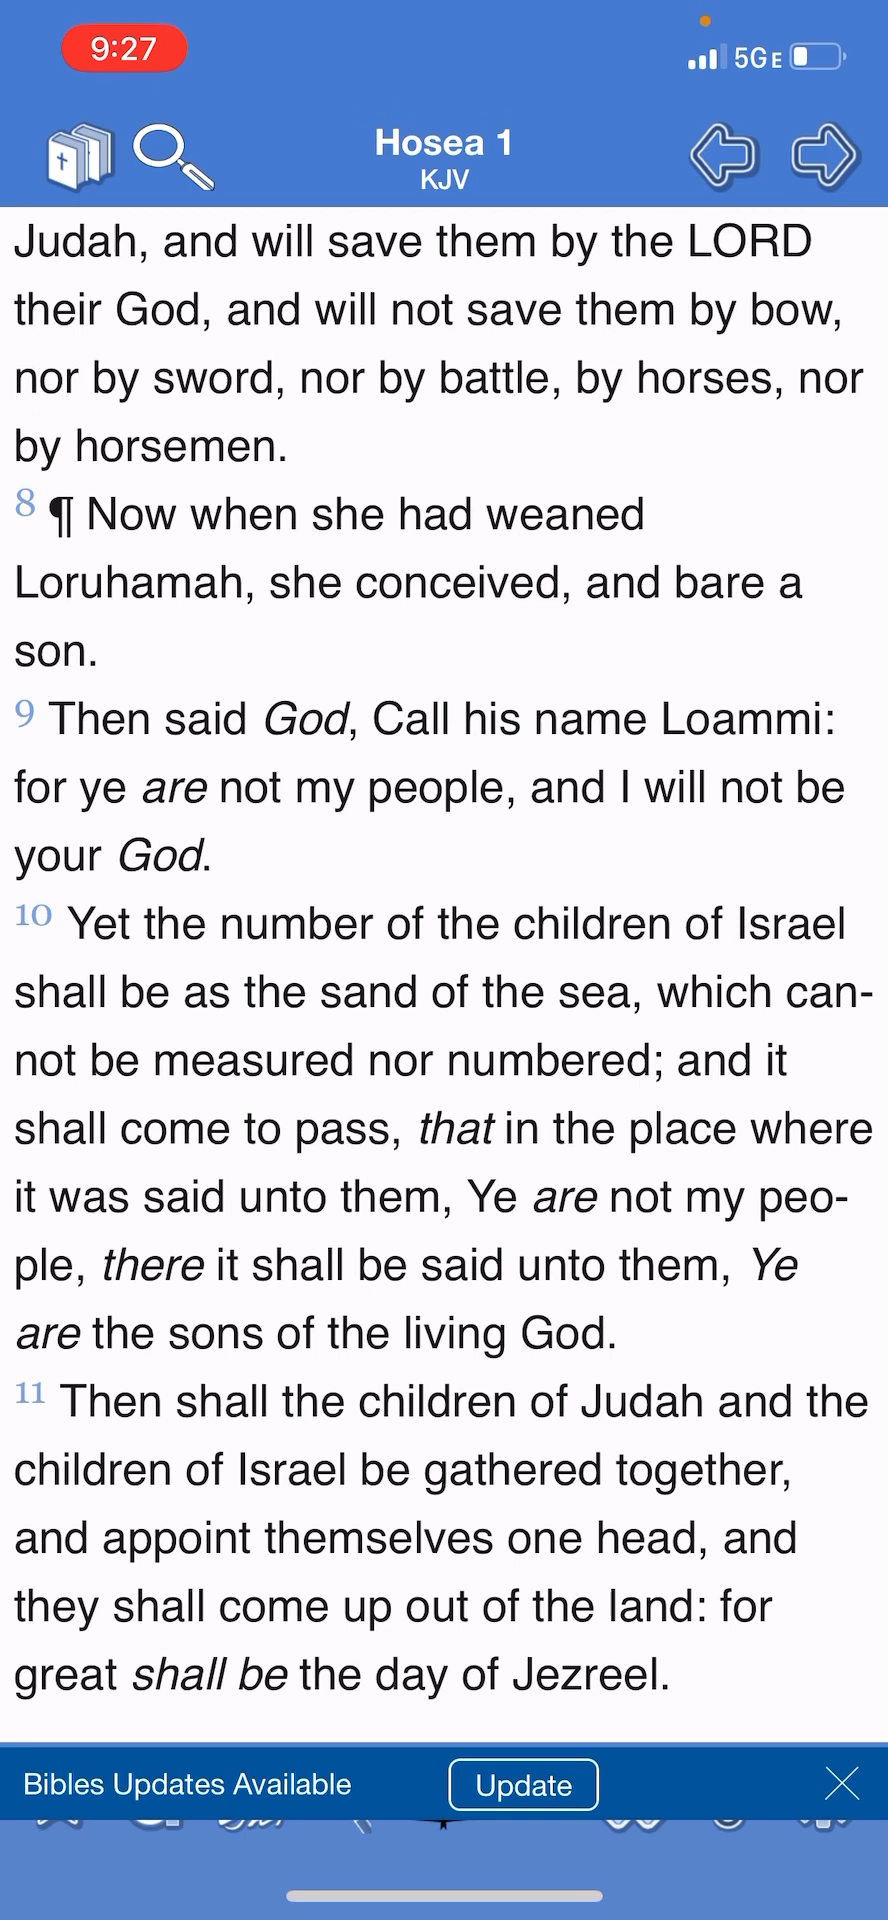 9:27
5GE
Hosea 1
KJV
Judah, and will save them by the LORD
their God, and will not save them by bow,
nor by sword, nor by battle, by horses, nor
by horsemen.
8 ¶ Now when she had weaned
Loruhamah, she conceived, and bare a
son.
9 Then said God, Call his name Loammi:
for ye are not my people, and I will not be
your God.
10 Yet the number of the children of Israel
shall be as the sand of the sea, which can-
not be measured nor numbered; and it
shall come to pass, that in the place where
it was said unto them, Ye are not my peo-
ple, there it shall be said unto them, Ye
are the sons of the living God.
11 Then shall the children of Judah and the
children of Israel be gathered together,
and appoint themselves one head, and
they shall come up out of the land: for
great shall be the day of Jezreel.
Bibles Updates Available
Update